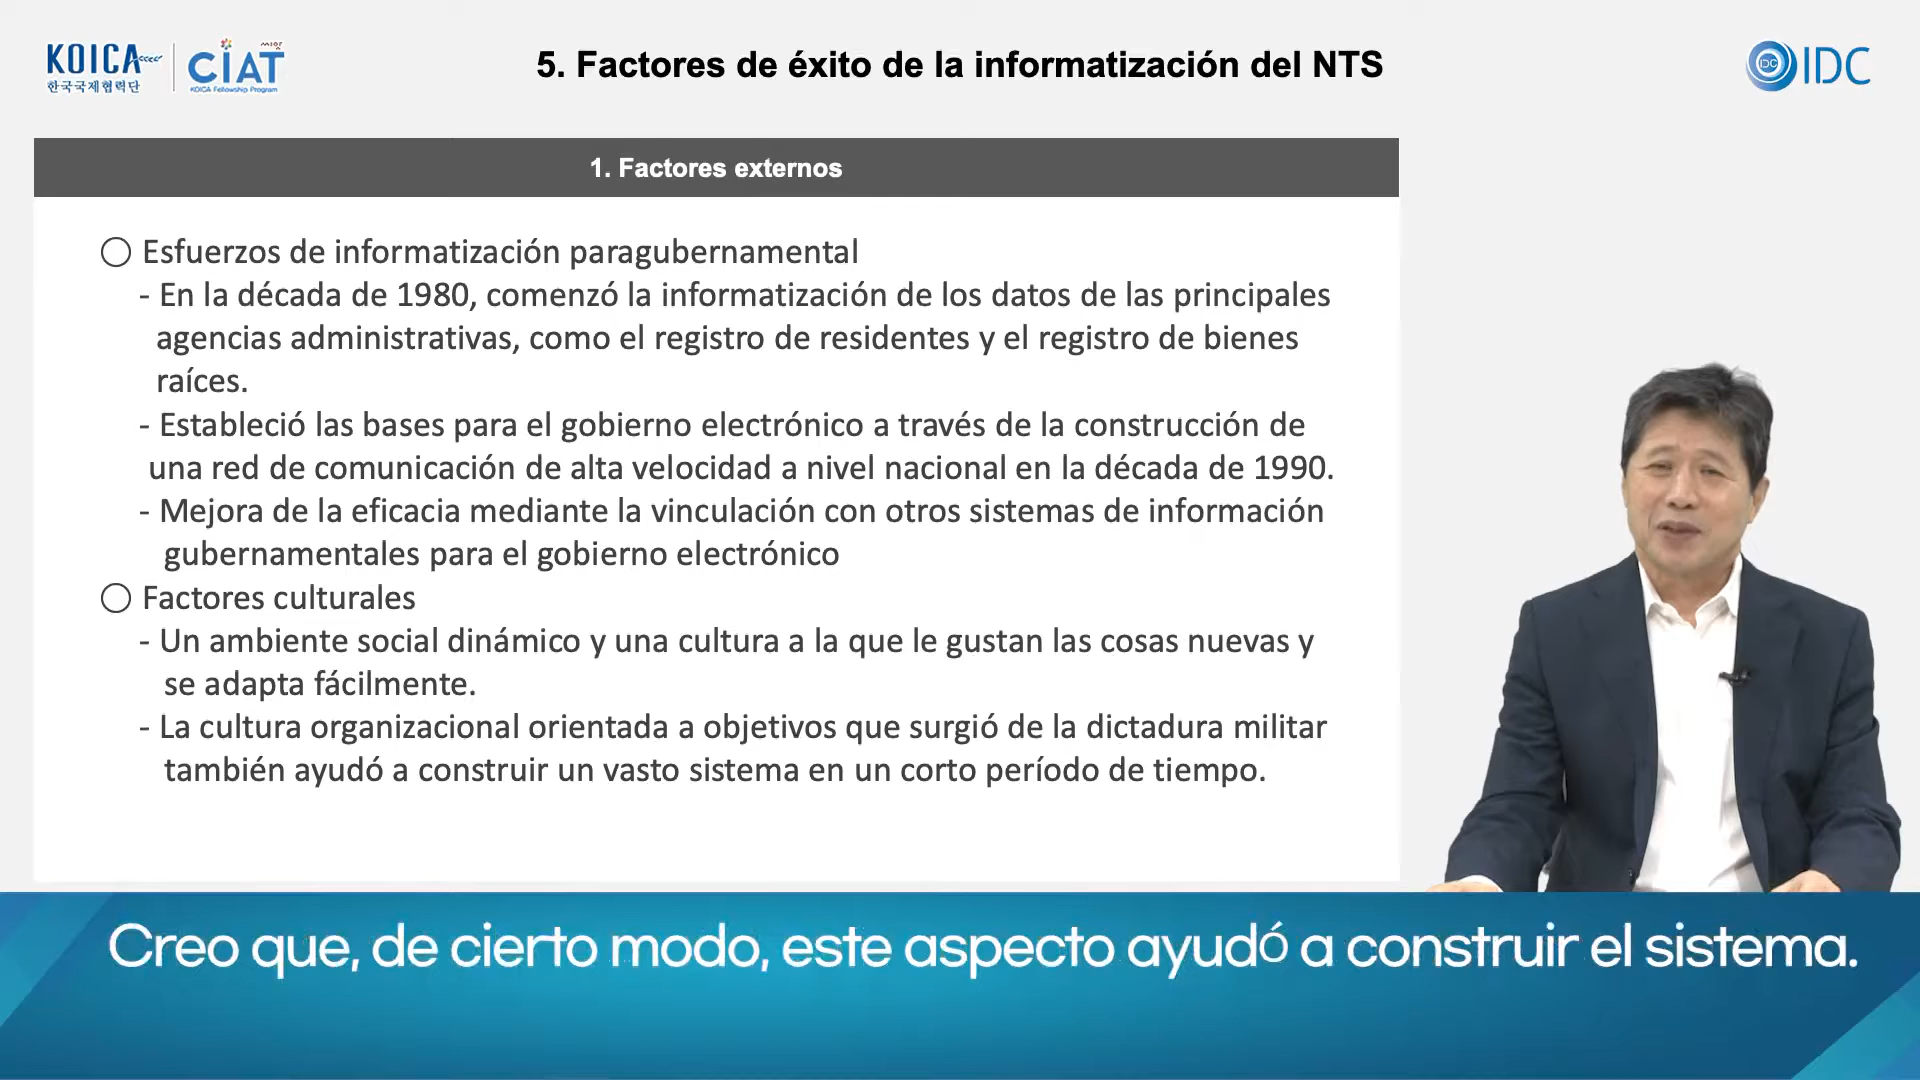 KOICA
한국국제협력단
CIAT
KOICA Fellowship Program
5. Factores de éxito de la informatización del NTS
IDC
IDC
1. Factores externos
○ Esfuerzos de informatización paragubernamental
- En la década de 1980, comenzó la informatización de los datos de las principales
agencias administrativas, como el registro de residentes y el registro de bienes
raíces.
- Estableció las bases para el gobierno electrónico a través de la construcción de
una red de comunicación de alta velocidad a nivel nacional en la década de 1990.
- Mejora de la eficacia mediante la vinculación con otros sistemas de información
gubernamentales para el gobierno electrónico
○ Factores culturales
- Un ambiente social dinámico y una cultura a la que le gustan las cosas nuevas y
se adapta fácilmente.
- La cultura organizacional orientada a objetivos que surgió de la dictadura militar
también ayudó a construir un vasto sistema en un corto período de tiempo.
Creo que, de cierto modo, este aspecto ayudó a construir el sistema.